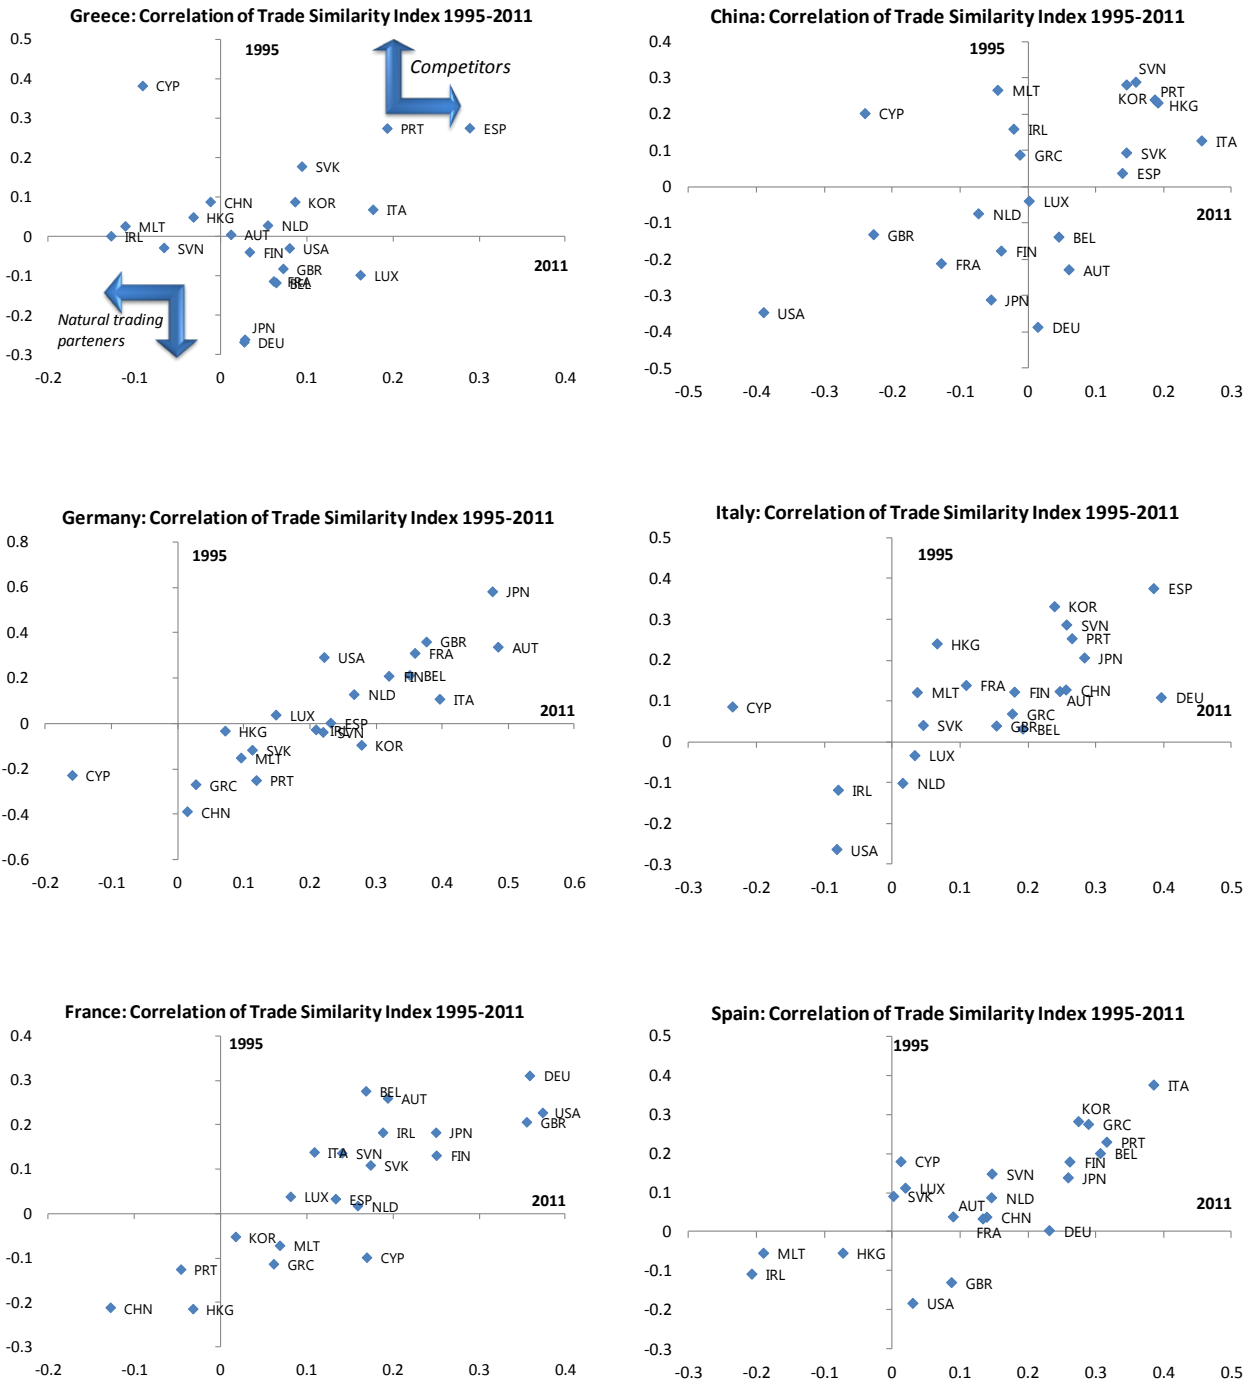 Greece: Correlation of Trade Similarity Index 1995-2011
0.5
1995
0.4
CYP
Competitors
0.3
PRT
ESP
0.2
SVK
0.1
CHN
KOR
ITA
HKG
MLT
NLD
0
IRL
AUT
SVN
FIN
USA
2011
-0.1
GBR
LUX
FRA
BEL
-0.2
Natural trading
parteners
JPN
DEU
-0.3
-0.2
-0.1
0
0.1
0.2
0.3
0.4
China: Correlation of Trade Similarity Index 1995-2011
0.4
1995
0.3
SVN
MLT
KOR
PRT
HKG
0.2
CYP
IRL
ITA
0.1
GRC
SVK
ESP
0
LUX
2011
NLD
-0.1
GBR
BEL
FIN
-0.2
FRA
AUT
-0.3
JPN
USA
DEU
-0.4
-0.5
-0.5
-0.4
-0.3
-0.2
-0.1
0
0.1
0.2
0.3
Germany: Correlation of Trade Similarity Index 1995-2011
0.8
1995
0.6
JPN
0.4
GBR
AUT
FRA
USA
0.2
FIN
BEL
NLD
ITA
LUX
2011
0
ESP
HKG
IRL
SVN
KOR
SVK
MLT
-0.2
CYP
GRC
PRT
-0.4
CHN
-0.6
-0.2
-0.1
0
0.1
0.2
0.3
0.4
0.5
0.6
Italy: Correlation of Trade Similarity Index 1995-2011
0.5
1995
0.4
ESP
KOR
0.3
SVN
PRT
HKG
0.2
JPN
FRA
MLT
FIN
CHN
AUT
DEU
0.1
CYP
2011
GRC
SVK
GBR
BEL
0
LUX
-0.1
NLD
IRL
-0.2
USA
-0.3
-0.3
-0.2
-0.1
0
0.1
0.2
0.3
0.4
0.5
France: Correlation of Trade Similarity Index 1995-2011
0.4
1995
0.3
DEU
BEL
AUT
USA
0.2
GBR
IRL
JPN
ITA
SVN
FIN
SVK
0.1
LUX
ESP
NLD
2011
0
KOR
MLT
-0.1
CYP
GRC
PRT
-0.2
CHN
HKG
-0.3
-0.2
-0.1
0
0.1
0.2
0.3
0.4
Spain: Correlation of Trade Similarity Index 1995-2011
0.5
1995
0.4
ITA
0.3
KOR
GRC
PRT
0.2
BEL
CYP
FIN
SVN
JPN
0.1
LUX
SVK
NLD
2011
AUT
CHN
FRA
0
DEU
MLT
HKG
-0.1
IRL
GBR
-0.2
USA
-0.3
-0.3
-0.2
-0.1
0
0.1
0.2
0.3
0.4
0.5